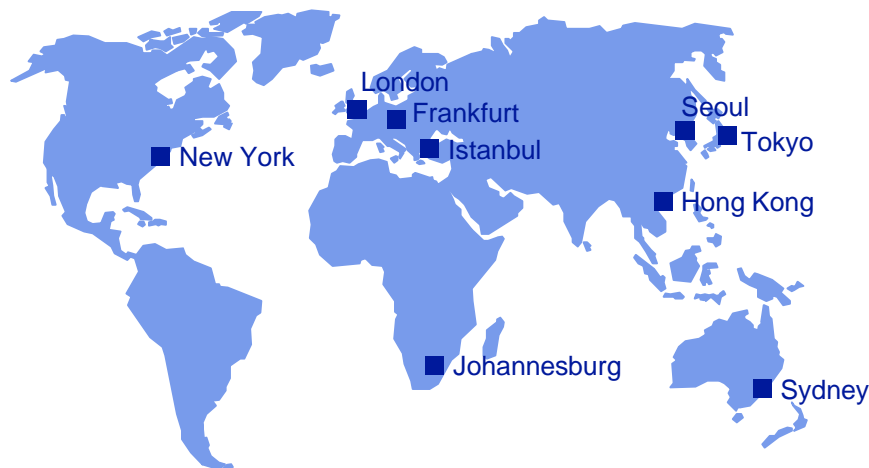 London
Frankfurt
Seoul
Tokyo
New York
Istanbul
Hong Kong
Johannesburg
Sydney